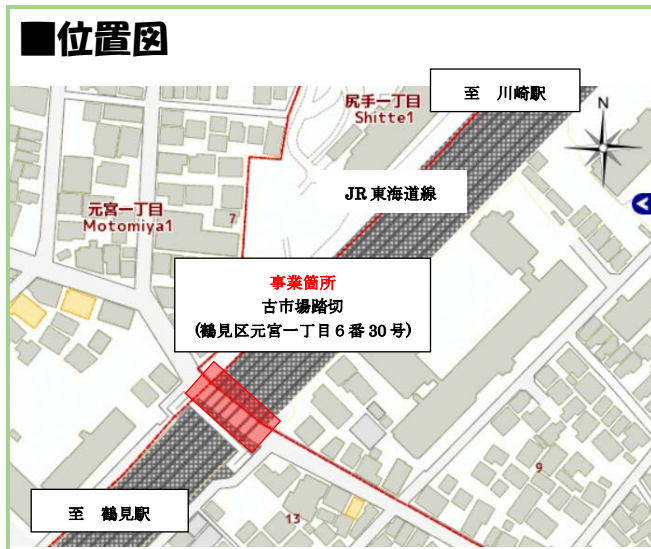 ■位置図
至 川崎駅
尻手一丁目
Shitte1
N
JR東海道線
元宮一丁目
Motomiya1
7
事業箇所
古市場踏切
(鶴見区元宮一丁目6番30号)
9
至 鶴見駅
13